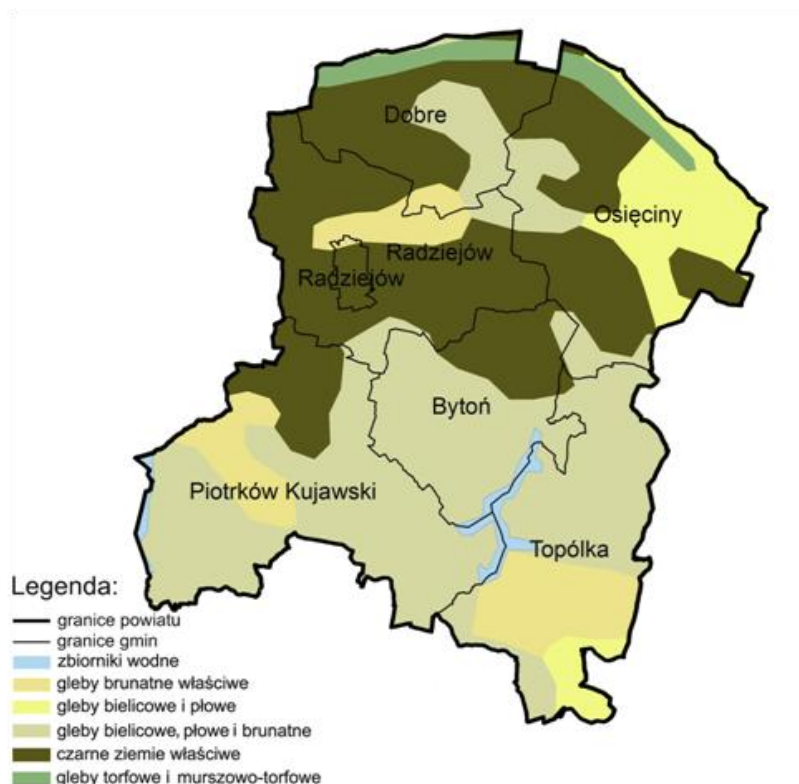 Dobre
Osięciny
Radziejów
Radziejów
Bytoń
Piotrków Kujawski
Topólka
Legenda:
granice powiatu
granice gmin
zbiorniki wodne
gleby brunatne właściwe
gleby bielicowe i płowe
gleby bielicowe, płowe i brunatne
czarne ziemie właściwe
gleby torfowe i murszowo-torfowe